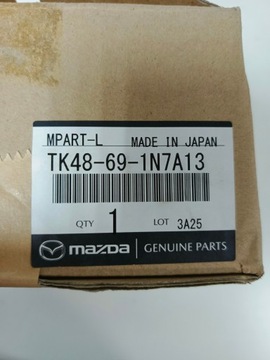 MPART-L MADE IN JAPAN
TK48-69-1N7A13
QTY 1 LOT 3A25
mazda GENUINE PARTS